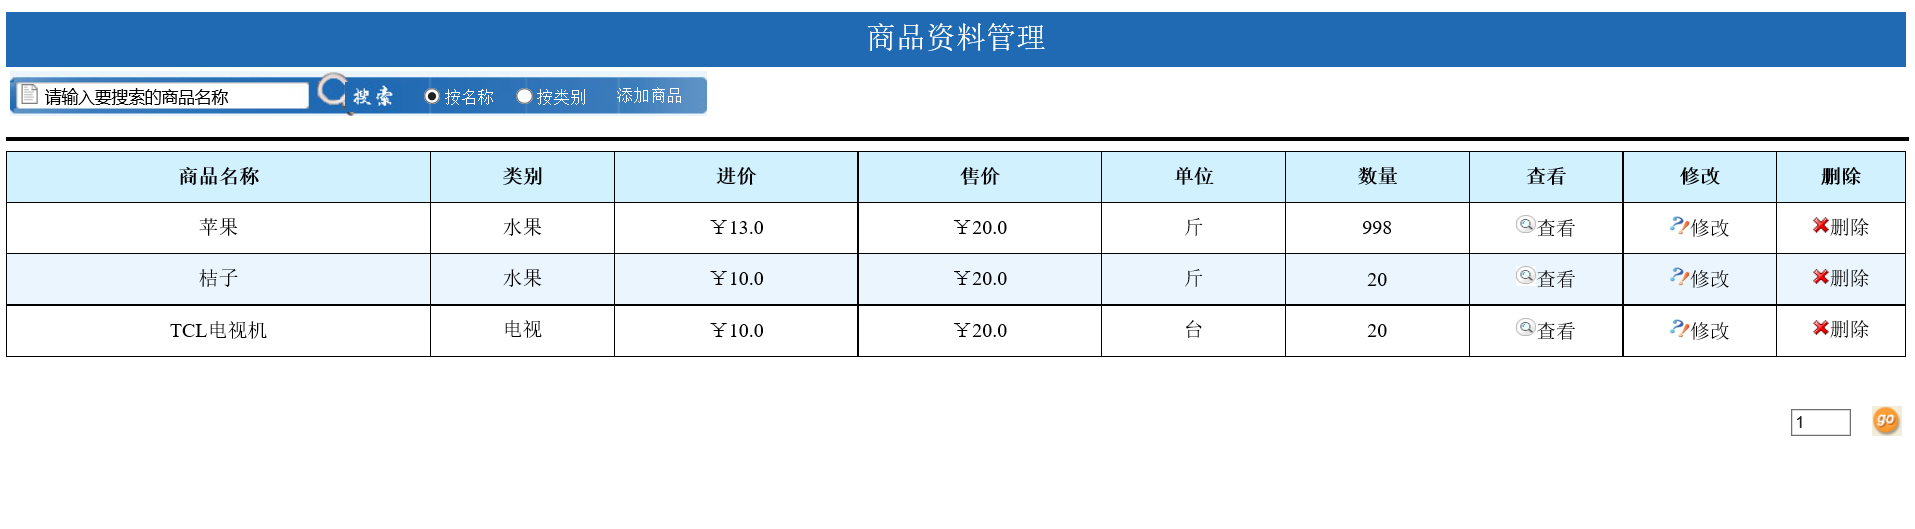 商品资料管理
请输入要搜索的商品名称 搜索 按名称 按类别 添加商品
商品名称 类别 进价 售价 单位 数量 查看 修改 删除
苹果 水果 ￥13.0 ￥20.0 斤 998 查看 修改 删除
桔子 水果 ￥10.0 ￥20.0 斤 20 查看 修改 删除
TCL电视机 电视 ￥10.0 ￥20.0 台 20 查看 修改 删除
1 go